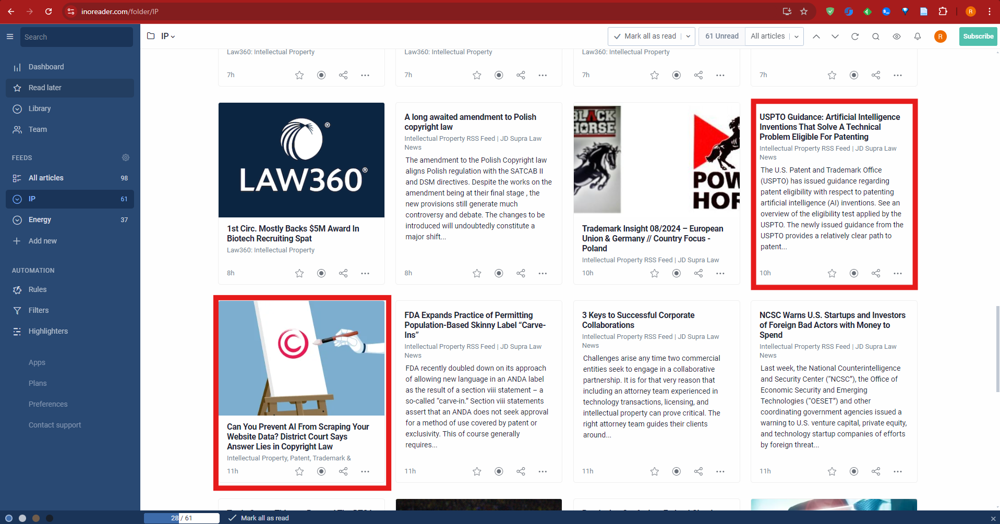 inoreader.com/folder/IP
R
Search
IP
Mark all as read
61 Unread
All articles
R
Subscribe
Dashboard
Read later
Library
Team
FEEDS
All articles 98
IP 61
Energy 37
Add new
AUTOMATION
Rules
Filters
Highlighters
Apps
Plans
Preferences
Contact support
Law360: Intellectual Property
7h
Law360: Intellectual Property
7h
Law360: Intellectual Property
7h
7h
LAW360®
1st Circ. Mostly Backs $5M Award In
Biotech Recruiting Spat
Law360: Intellectual Property
8h
A long awaited amendment to Polish
copyright law
Intellectual Property RSS Feed | JD Supra Law
News
The amendment to the Polish Copyright law
aligns Polish regulation with the SATCAB II
and DSM directives. Despite the works on the
amendment being at their final stage , the
new provisions still generate much
controversy and debate. The changes to be
introduced will undoubtedly constitute a
major shift...
8h
BLACK
HORSE
POW
HOR
Trademark Insight 08/2024 – European
Union & Germany // Country Focus -
Poland
Intellectual Property RSS Feed | JD Supra Law
10h
USPTO Guidance: Artificial Intelligence
Inventions That Solve A Technical
Problem Eligible For Patenting
Intellectual Property RSS Feed | JD Supra Law
News
The U.S. Patent and Trademark Office
(USPTO) has issued guidance regarding
patent eligibility with respect to patenting
artificial intelligence (AI) inventions. See an
overview of the eligibility test applied by the
USPTO. The newly issued guidance from the
USPTO provides a relatively clear path to
patent...
10h
©
Can You Prevent AI From Scraping Your
Website Data? District Court Says
Answer Lies in Copyright Law
Intellectual Property, Patent, Trademark &
11h
FDA Expands Practice of Permitting
Population-Based Skinny Label “Carve-
Ins”
Intellectual Property RSS Feed | JD Supra Law
News
FDA recently doubled down on its approach
of allowing new language in an ANDA label
as the result of a section viii statement – a
so-called “carve-in.” Section viii statements
assert that an ANDA does not seek approval
for a method of use covered by patent or
exclusivity. This of course generally
requires...
11h
3 Keys to Successful Corporate
Collaborations
Intellectual Property RSS Feed | JD Supra Law
News
Challenges arise any time two commercial
entities seek to engage in a collaborative
partnership. It is for that very reason that
including an attorney team experienced in
technology transactions, licensing, and
intellectual property can prove critical. The
right attorney team guides their clients
around...
11h
NCSC Warns U.S. Startups and Investors
of Foreign Bad Actors with Money to
Spend
Intellectual Property RSS Feed | JD Supra Law
News
Last week, the National Counterintelligence
and Security Center (“NCSC”), the Office of
Economic Security and Emerging
Technologies (“OESET”) and other
coordinating government agencies issued a
warning to U.S. venture capital, private equity,
and technology startup companies of efforts
by foreign threat...
11h
28 / 61
Mark all as read